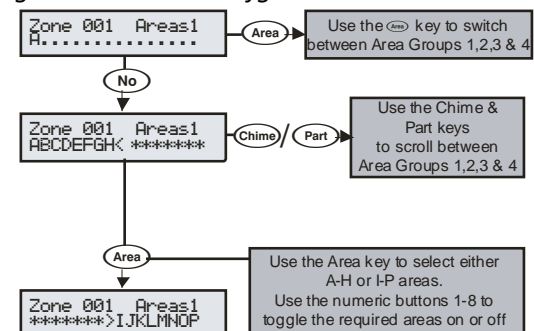 Zone 001 Areas1
A...............
Area
Use the Area key to switch
between Area Groups 1,2,3 & 4
No
Zone 001 Areas1
ABCDEFGH< *******
Chime / Part
Use the Chime &
Part keys
to scroll between
Area Groups 1,2,3 & 4
Area
Use the Area key to select either
A-H or I-P areas.
Use the numeric buttons 1-8 to
toggle the required areas on or off
Zone 001 Areas1
*******>IJKLMNOP